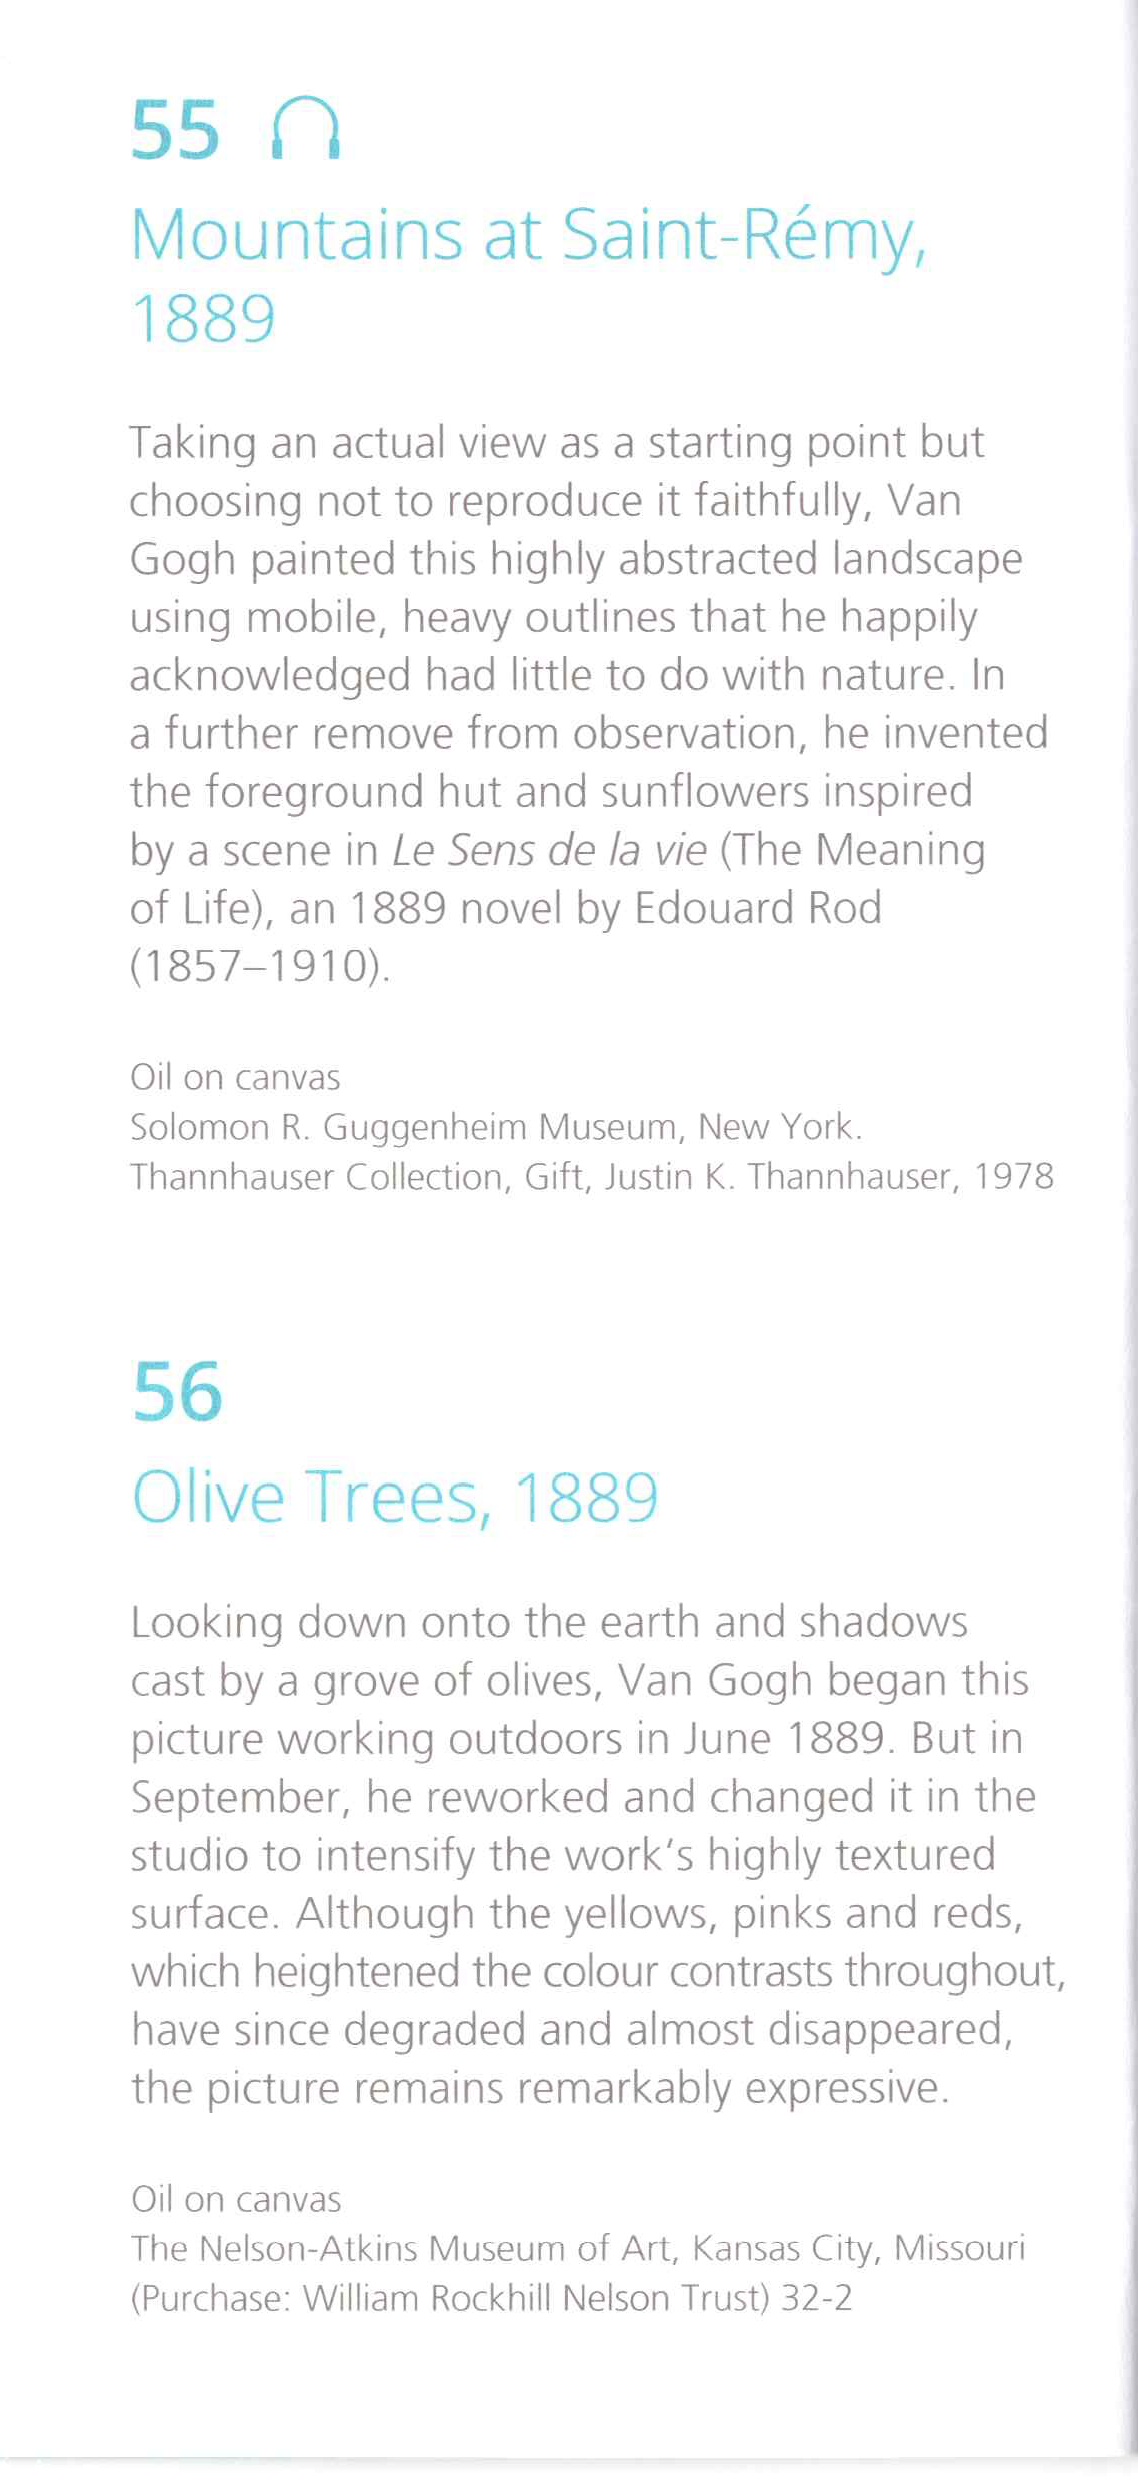 55
Mountains at Saint-Rémy,
1889
Taking an actual view as a starting point but
choosing not to reproduce it faithfully, Van
Gogh painted this highly abstracted landscape
using mobile, heavy outlines that he happily
acknowledged had little to do with nature. In
a further remove from observation, he invented
the foreground hut and sunflowers inspired
by a scene in Le Sens de la vie (The Meaning
of Life), an 1889 novel by Edouard Rod
(1857–1910).
Oil on canvas
Solomon R. Guggenheim Museum, New York.
Thannhauser Collection, Gift, Justin K. Thannhauser, 1978
56
Olive Trees, 1889
Looking down onto the earth and shadows
cast by a grove of olives, Van Gogh began this
picture working outdoors in June 1889. But in
September, he reworked and changed it in the
studio to intensify the work’s highly textured
surface. Although the yellows, pinks and reds,
which heightened the colour contrasts throughout,
have since degraded and almost disappeared,
the picture remains remarkably expressive.
Oil on canvas
The Nelson-Atkins Museum of Art, Kansas City, Missouri
(Purchase: William Rockhill Nelson Trust) 32-2